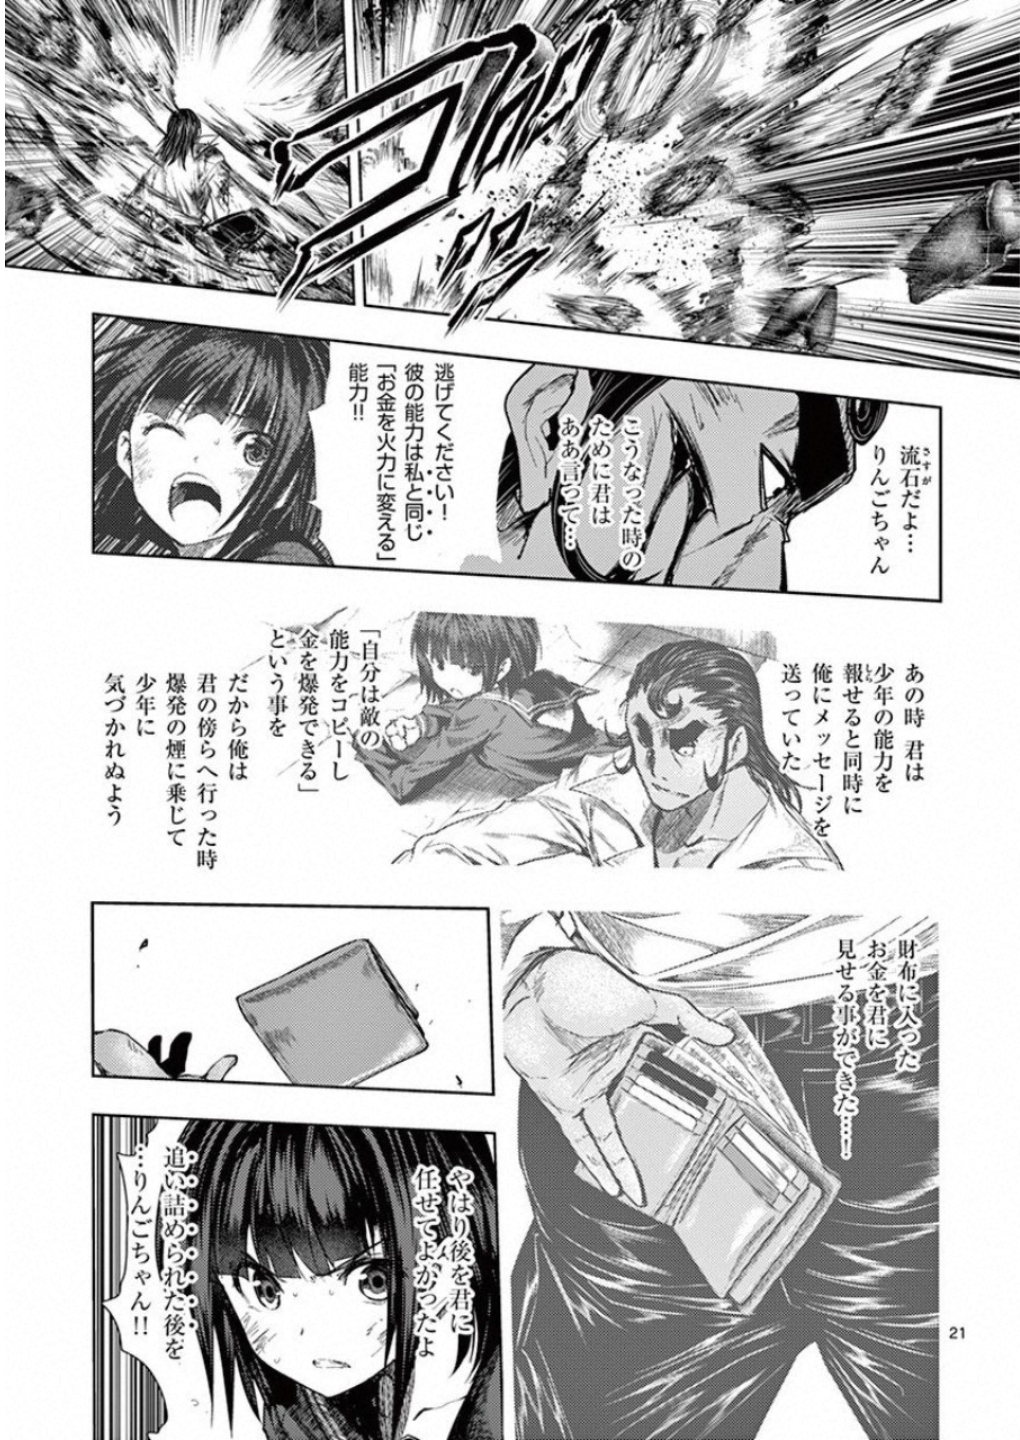 ゴオオオオ
流石だよ…
さすが
りんごちゃん
こうなった時の
ために君は
ああ言って…
逃げてください!
彼の能力は私と同じ
「お金を火力に変える」
能力!!
あの時 君は
少年の能力を
報せると同時に
しら
俺にメッセージを
送っていた
「自分は敵の
能力をコピーし
金を爆発できる」
という事を
だから俺は
君の傍らへ行った時
爆発の煙に乗じて
少年に
気づかれぬよう
財布に入った
お金を君に
見せる事ができた…!
やはり後を君に
任せてよかったよ
追い詰められた後を
…りんごちゃん!!
21